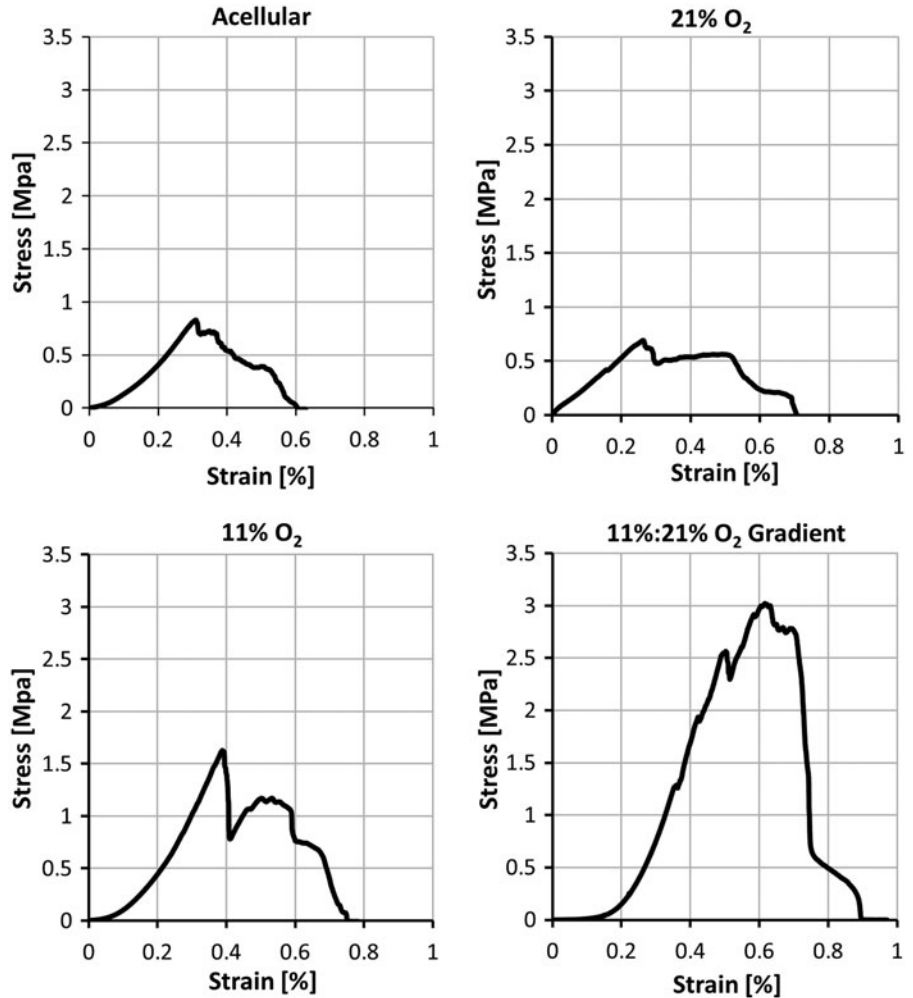 Acellular
3.5
3
2.5
2
1.5
1
0.5
0
Stress [Mpa]
0 0.2 0.4 0.6 0.8 1
Strain [%]
21% O₂
3.5
3
2.5
2
1.5
1
0.5
0
Stress [MPa]
0 0.2 0.4 0.6 0.8 1
Strain [%]
11% O₂
3.5
3
2.5
2
1.5
1
0.5
0
Stress [Mpa]
0 0.2 0.4 0.6 0.8 1
Strain [%]
11%:21% O₂ Gradient
3.5
3
2.5
2
1.5
1
0.5
0
Stress [MPa]
0 0.2 0.4 0.6 0.8 1
Strain [%]